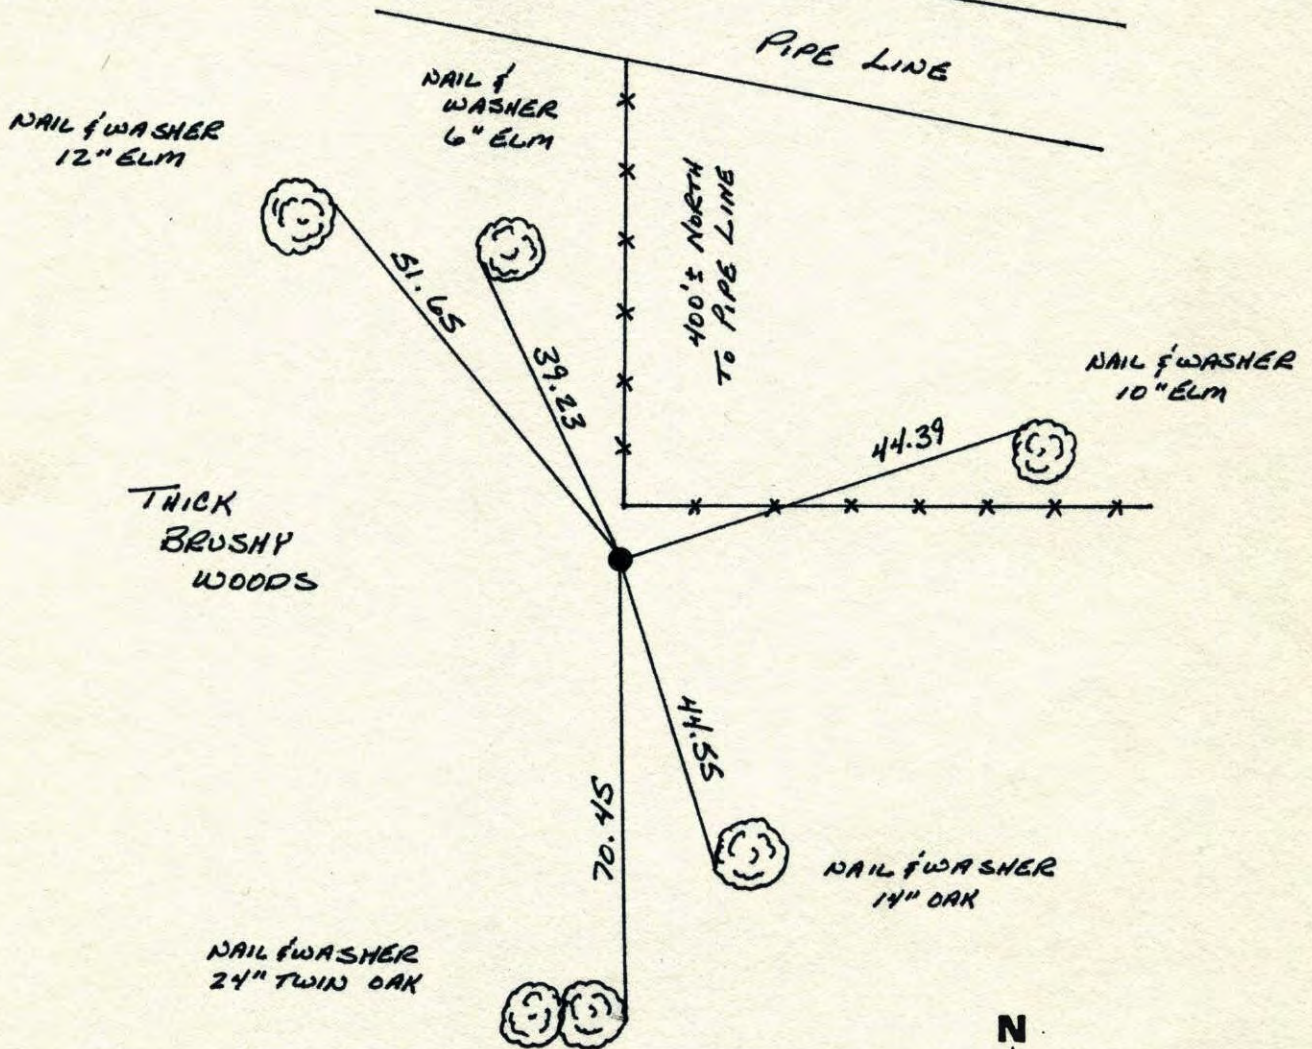 PIPE LINE
NAIL &
WASHER
6" ELM
NAIL & WASHER
12" ELM
400'± NORTH
TO PIPE LINE
51.65
39.23
NAIL & WASHER
10" ELM
44.39
THICK
BRUSHY
WOODS
44.55
70.45
NAIL & WASHER
14" OAK
NAIL & WASHER
24" TWIN OAK
N